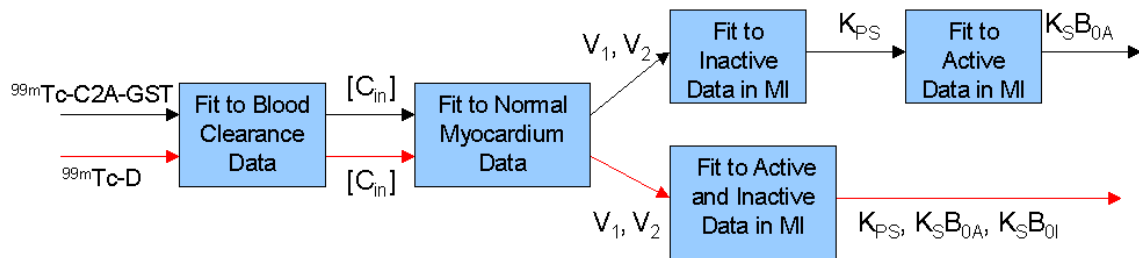 99mTc-C2A-GST
99mTc-D
Fit to Blood
Clearance
Data
[Cin]
[Cin]
Fit to Normal
Myocardium
Data
V1, V2
V1, V2
Fit to
Inactive
Data in MI
KPS
Fit to
Active
Data in MI
KSB0A
Fit to Active
and Inactive
Data in MI
KPS, KSB0A, KSB0I